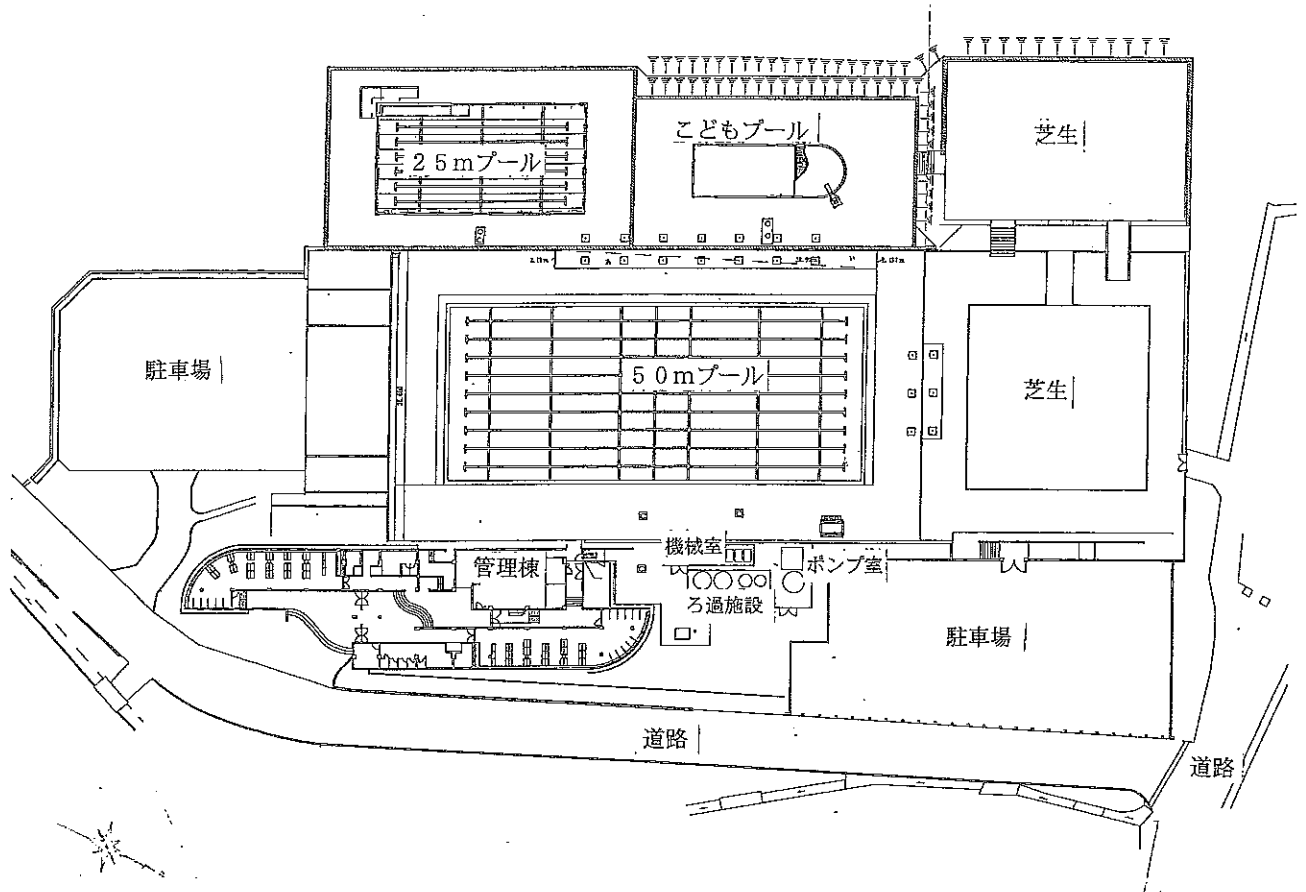 芝生
こどもプール
25mプール
駐車場
50mプール
芝生
機械室
管理棟
ポンプ室
ろ過施設
駐車場
道路
道路